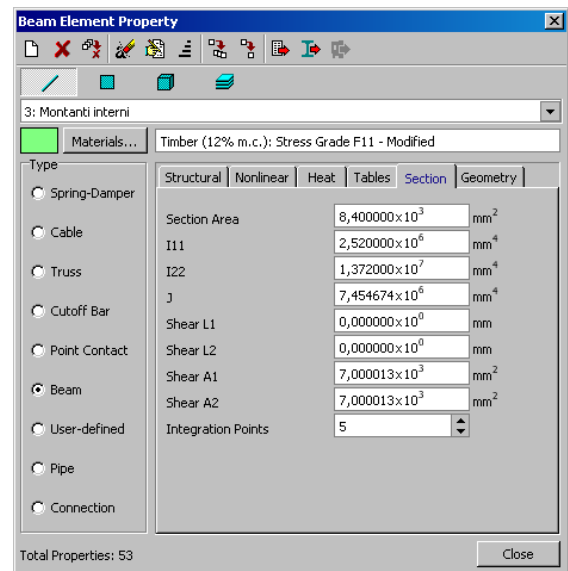 Beam Element Property
3: Montanti interni
Materials... Timber (12% m.c.): Stress Grade F11 - Modified
Type
Spring-Damper
Cable
Truss
Cutoff Bar
Point Contact
Beam
User-defined
Pipe
Connection
Structural Nonlinear Heat Tables Section Geometry
Section Area 8,400000x10³ mm²
I11 2,520000x10⁶ mm⁴
I22 1,372000x10⁷ mm⁴
J 7,454674x10⁶ mm⁴
Shear L1 0,000000x10⁰ mm
Shear L2 0,000000x10⁰ mm
Shear A1 7,000013x10³ mm²
Shear A2 7,000013x10³ mm²
Integration Points 5
Total Properties: 53 Close